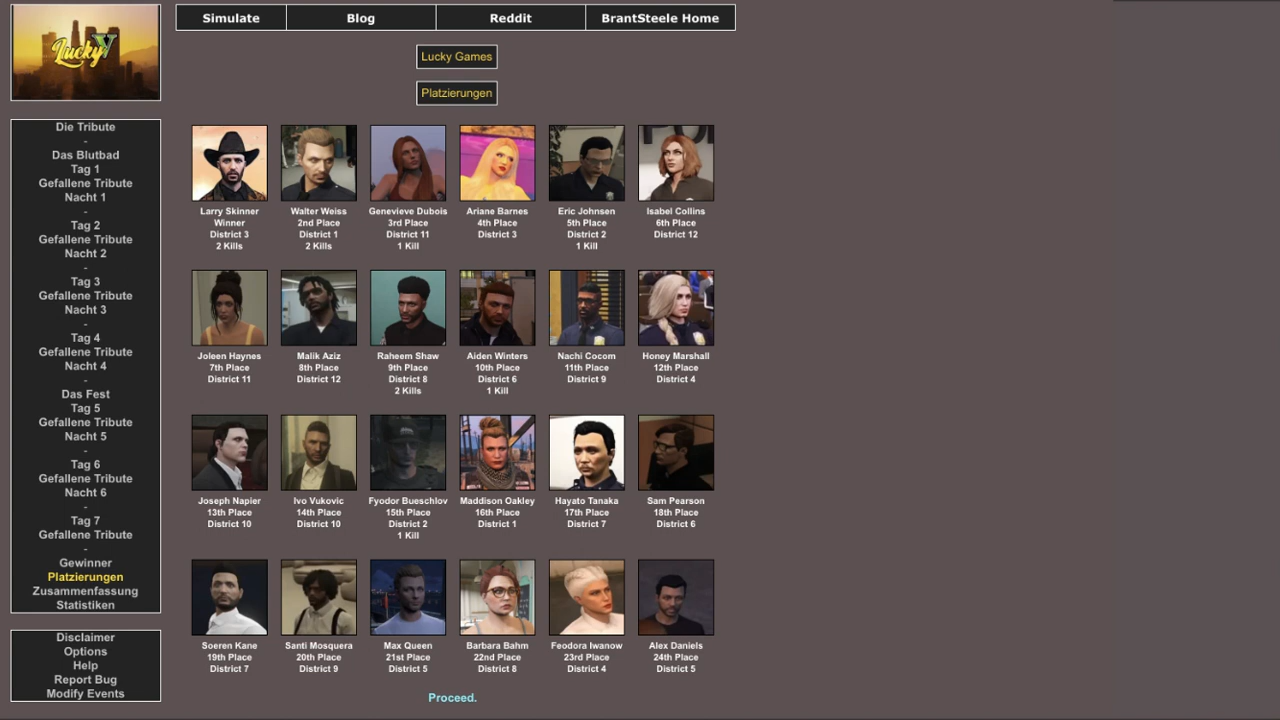 Lucky V
Simulate
Blog
Reddit
BrantSteele Home
Lucky Games
Platzierungen
Die Tribute
-
Das Blutbad
Tag 1
Gefallene Tribute
Nacht 1
-
Tag 2
Gefallene Tribute
Nacht 2
-
Tag 3
Gefallene Tribute
Nacht 3
-
Tag 4
Gefallene Tribute
Nacht 4
-
Das Fest
Tag 5
Gefallene Tribute
Nacht 5
-
Tag 6
Gefallene Tribute
Nacht 6
-
Tag 7
Gefallene Tribute
-
Gewinner
Platzierungen
Zusammenfassung
Statistiken
Disclaimer
Options
Help
Report Bug
Modify Events
Larry Skinner
Winner
District 3
2 Kills
Walter Weiss
2nd Place
District 1
2 Kills
Genevieve Dubois
3rd Place
District 11
1 Kill
Ariane Barnes
4th Place
District 3
Eric Johnsen
5th Place
District 2
1 Kill
Isabel Collins
6th Place
District 12
Joleen Haynes
7th Place
District 11
Malik Aziz
8th Place
District 12
Raheem Shaw
9th Place
District 8
2 Kills
Aiden Winters
10th Place
District 6
1 Kill
Nachi Cocom
11th Place
District 9
Honey Marshall
12th Place
District 4
Joseph Napier
13th Place
District 10
Ivo Vukovic
14th Place
District 10
Fyodor Bueschlov
15th Place
District 2
1 Kill
Maddison Oakley
16th Place
District 1
Hayato Tanaka
17th Place
District 7
Sam Pearson
18th Place
District 6
Soeren Kane
19th Place
District 7
Santi Mosquera
20th Place
District 9
Max Queen
21st Place
District 5
Barbara Bahm
22nd Place
District 8
Feodora Iwanow
23rd Place
District 4
Alex Daniels
24th Place
District 5
Proceed.